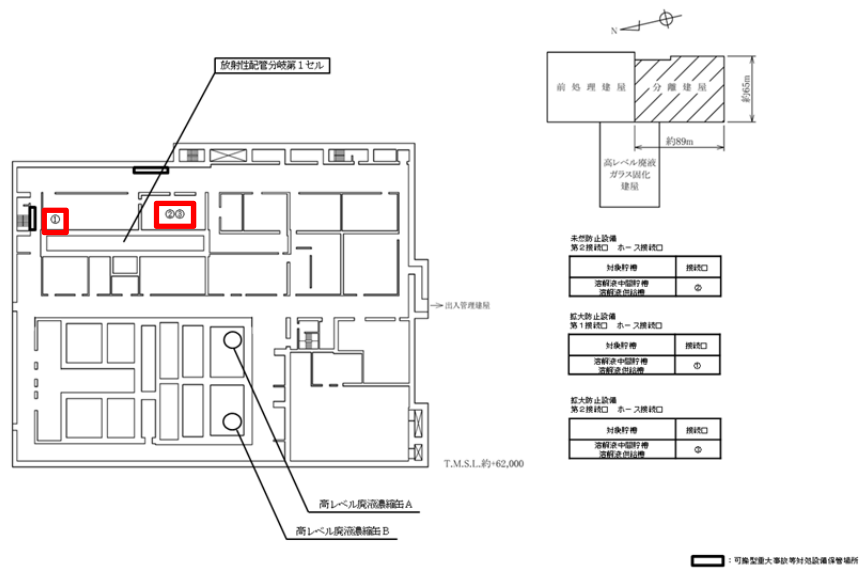 放射性配管分岐第1セル
N
前処理建屋
分離建屋
約65m
約89m
高レベル廃液
ガラス固化
建屋
①
②③
未然防止設備
第2接続口 ホース接続口
対象貯槽 接続口
溶解液中間貯槽
溶解液供給槽
②
出入管理建屋
拡大防止設備
第1接続口 ホース接続口
対象貯槽 接続口
溶解液中間貯槽
溶解液供給槽
①
拡大防止設備
第2接続口 ホース接続口
対象貯槽 接続口
溶解液中間貯槽
溶解液供給槽
③
T.M.S.L.約+62,000
高レベル廃液濃縮缶A
高レベル廃液濃縮缶B
：可搬型重大事故等対処設備保管場所